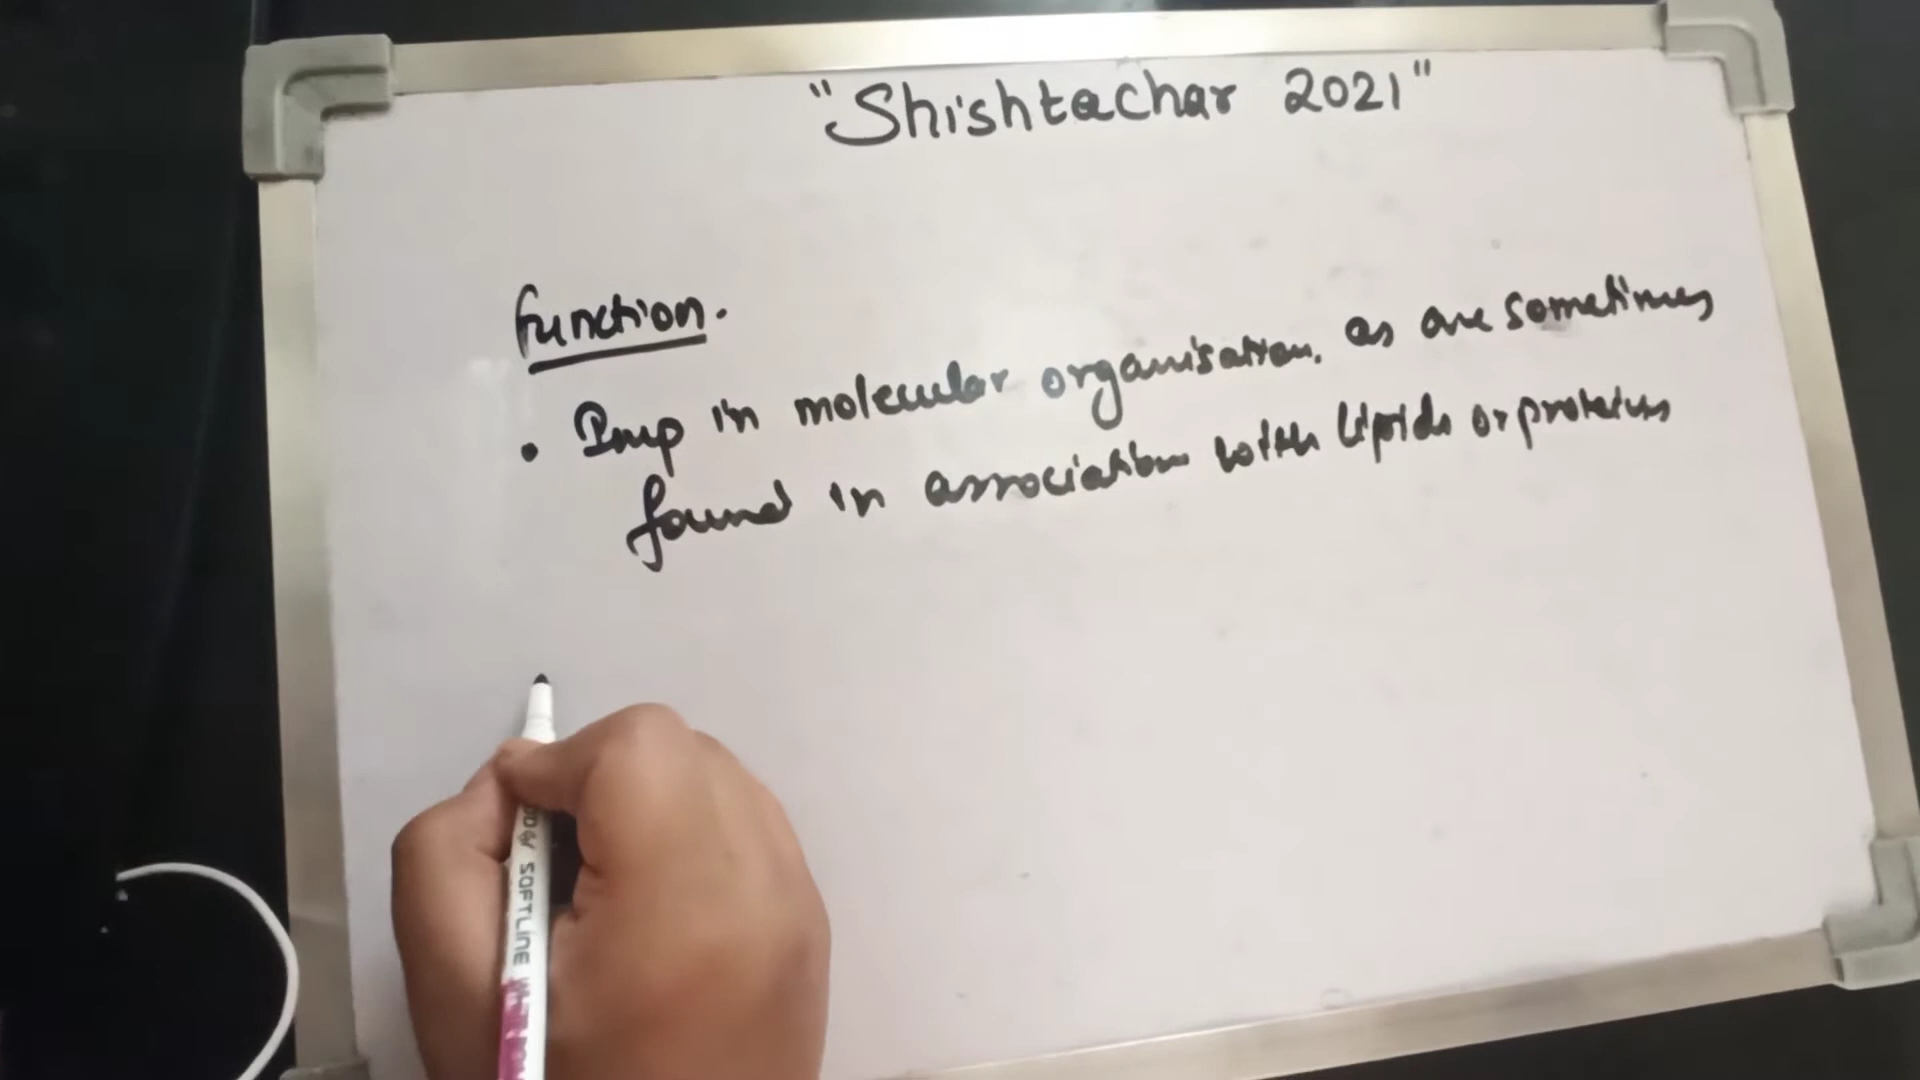 "Shishtachar 2021"
function.
• Imp in molecular organisation, as are sometimes
found in association with lipids or proteins
SOFTLINE